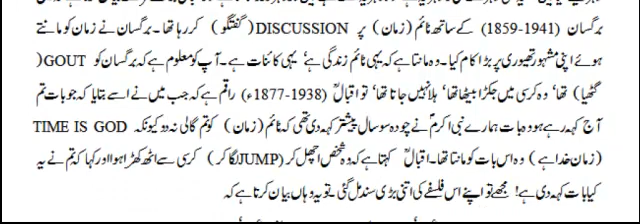 برگسان (1859-1941) کے ساتھ ٹائم (زمان) پر DISCUSSION (گفتگو) کر رہا تھا۔ برگسان نے زمان کو مانتے
ہوئے اپنی مشہور تھیوری پر بڑا کام کیا۔ وہ مانتا ہے کہ یہی ٹائم زندگی ہے‘ یہی کائنات ہے۔ آپ کو معلوم ہے کہ برگسان کو GOUT (
گٹھیا) تھا‘ وہ کرسی میں جکڑا بیٹھا تھا‘ ہلا نہیں جاتا تھا‘ تو اقبالؒ (1877-1938ء) راقم ہے کہ جب میں نے اسے بتایا کہ جو بات تم
آج کہہ رہے ہو وہ بات ہمارے نبی اکرمؐ نے چودہ سو سال پیشتر کہہ دی تھی کہ ٹائم (زمان) کو تم گالی نہ دو کیونکہ TIME IS GOD
(زمان خدا ہے) وہ اس بات کو مانتا تھا۔ اقبالؒ کہتا ہے کہ وہ شخص اچھل کر (JUMP لگا کر) کرسی سے اٹھ کھڑا ہوا اور کہا کہ تم نے یہ
کیا بات کہہ دی ہے! مجھے تو اپنے اس فلسفے کی اتنی بڑی سند مل گئی۔ تو یہ وہاں بیان کرتا ہے کہ